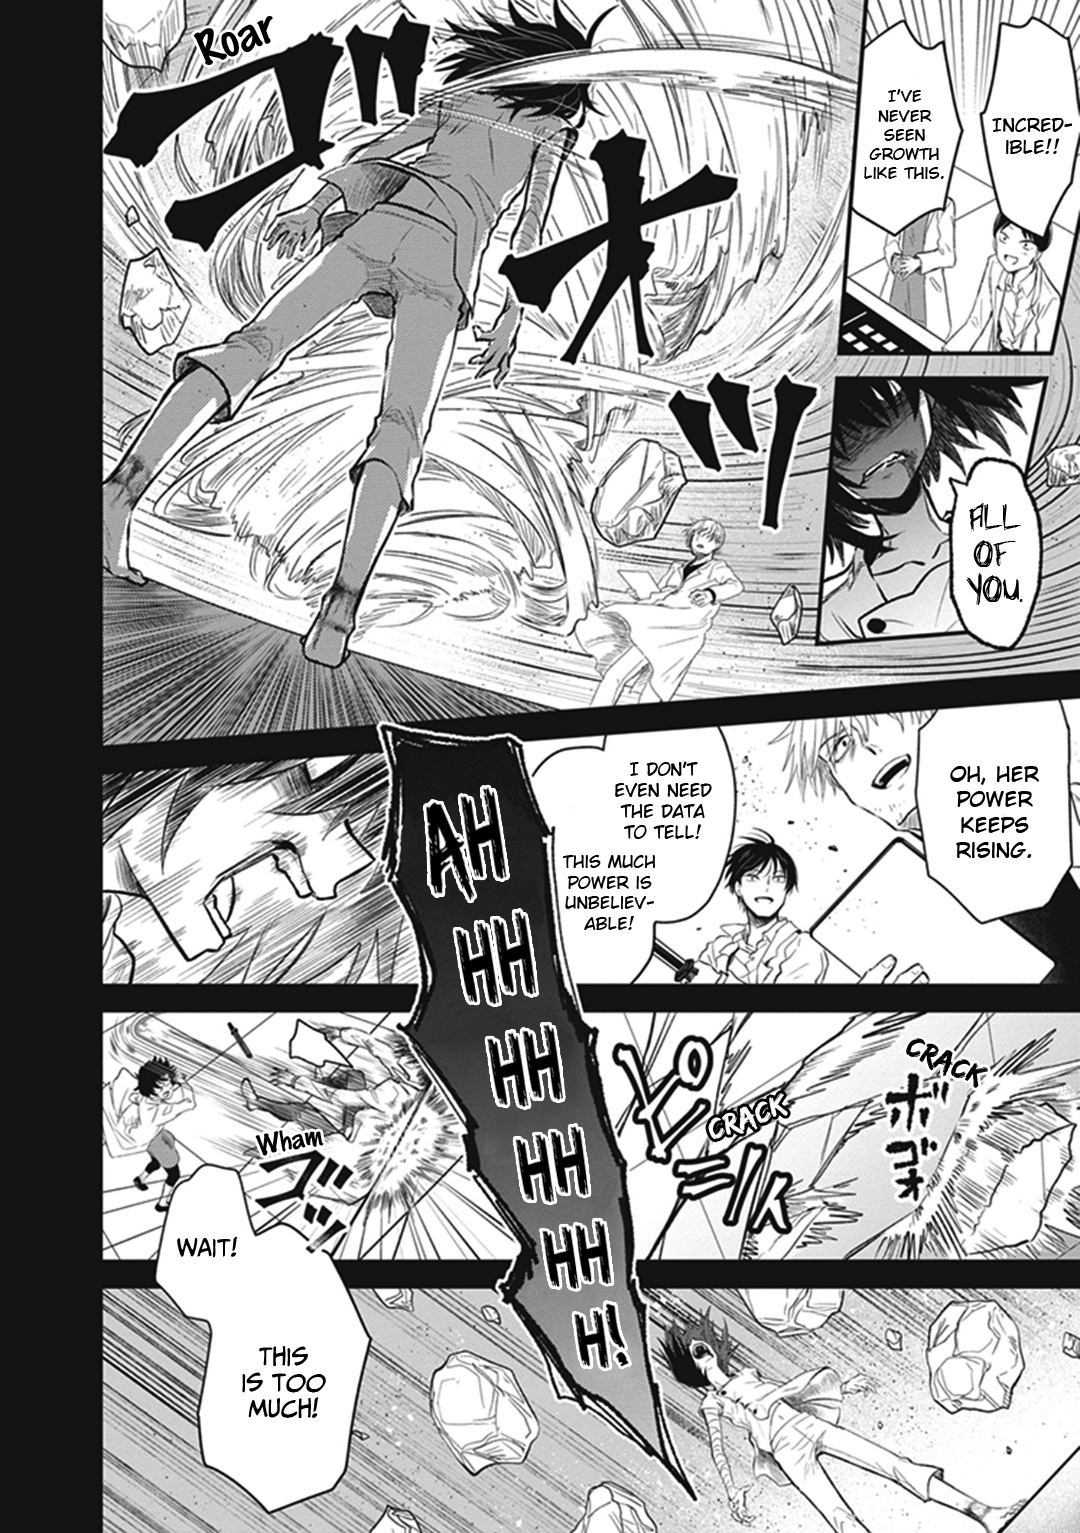 INCRED-
IBLE!!
I'VE
NEVER
SEEN
GROWTH
LIKE THIS.
Roar
ゴオオッ
ALL
OF
YOU.
OH, HER
POWER
KEEPS
RISING.
I DON'T
EVEN NEED
THE DATA
TO TELL!
THIS MUCH
POWER IS
UNBELIEV-
ABLE!
AH
HH
HH
HH
HH
H!
CRACK
ボゴォ
CRACK
ピシッ
Wham
ゴッ
WAIT!
THIS
IS TOO
MUCH!